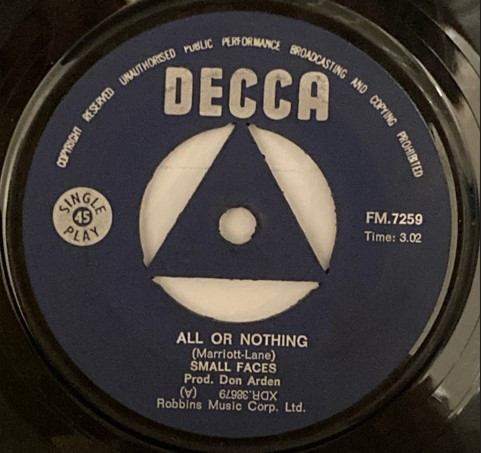 COPYRIGHT RESERVED UNAUTHORISED PUBLIC PERFORMANCE BROADCASTING AND COPYING PROHIBITED
DECCA
SINGLE
45
PLAY
FM.7259
Time: 3.02
ALL OR NOTHING
(Marriott-Lane)
SMALL FACES
Prod. Don Arden
(V) XDR.38679
Robbins Music Corp. Ltd.